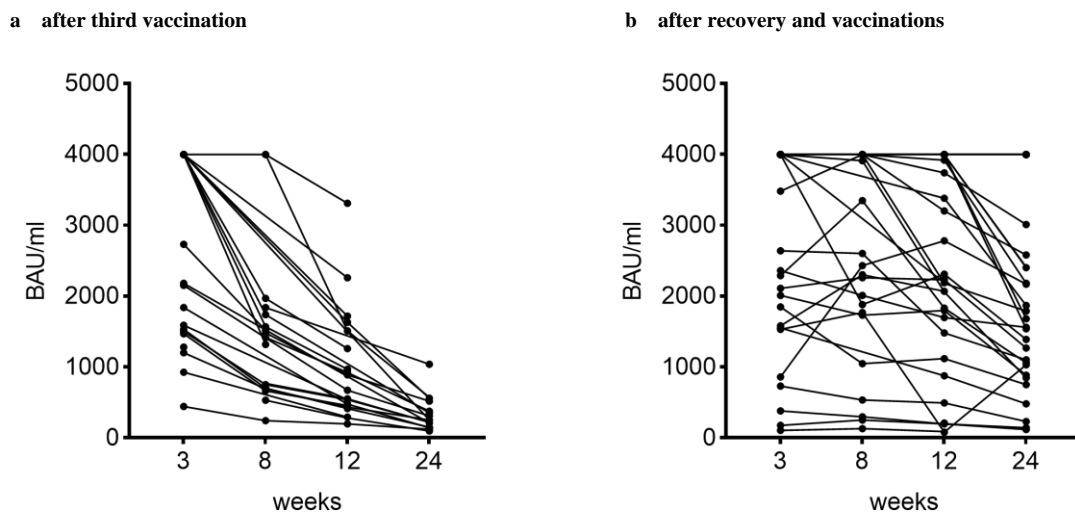 a after third vaccination
5000
4000
3000
2000
1000
0
BAU/ml
3 8 12 24
weeks
b after recovery and vaccinations
5000
4000
3000
2000
1000
0
BAU/ml
3 8 12 24
weeks